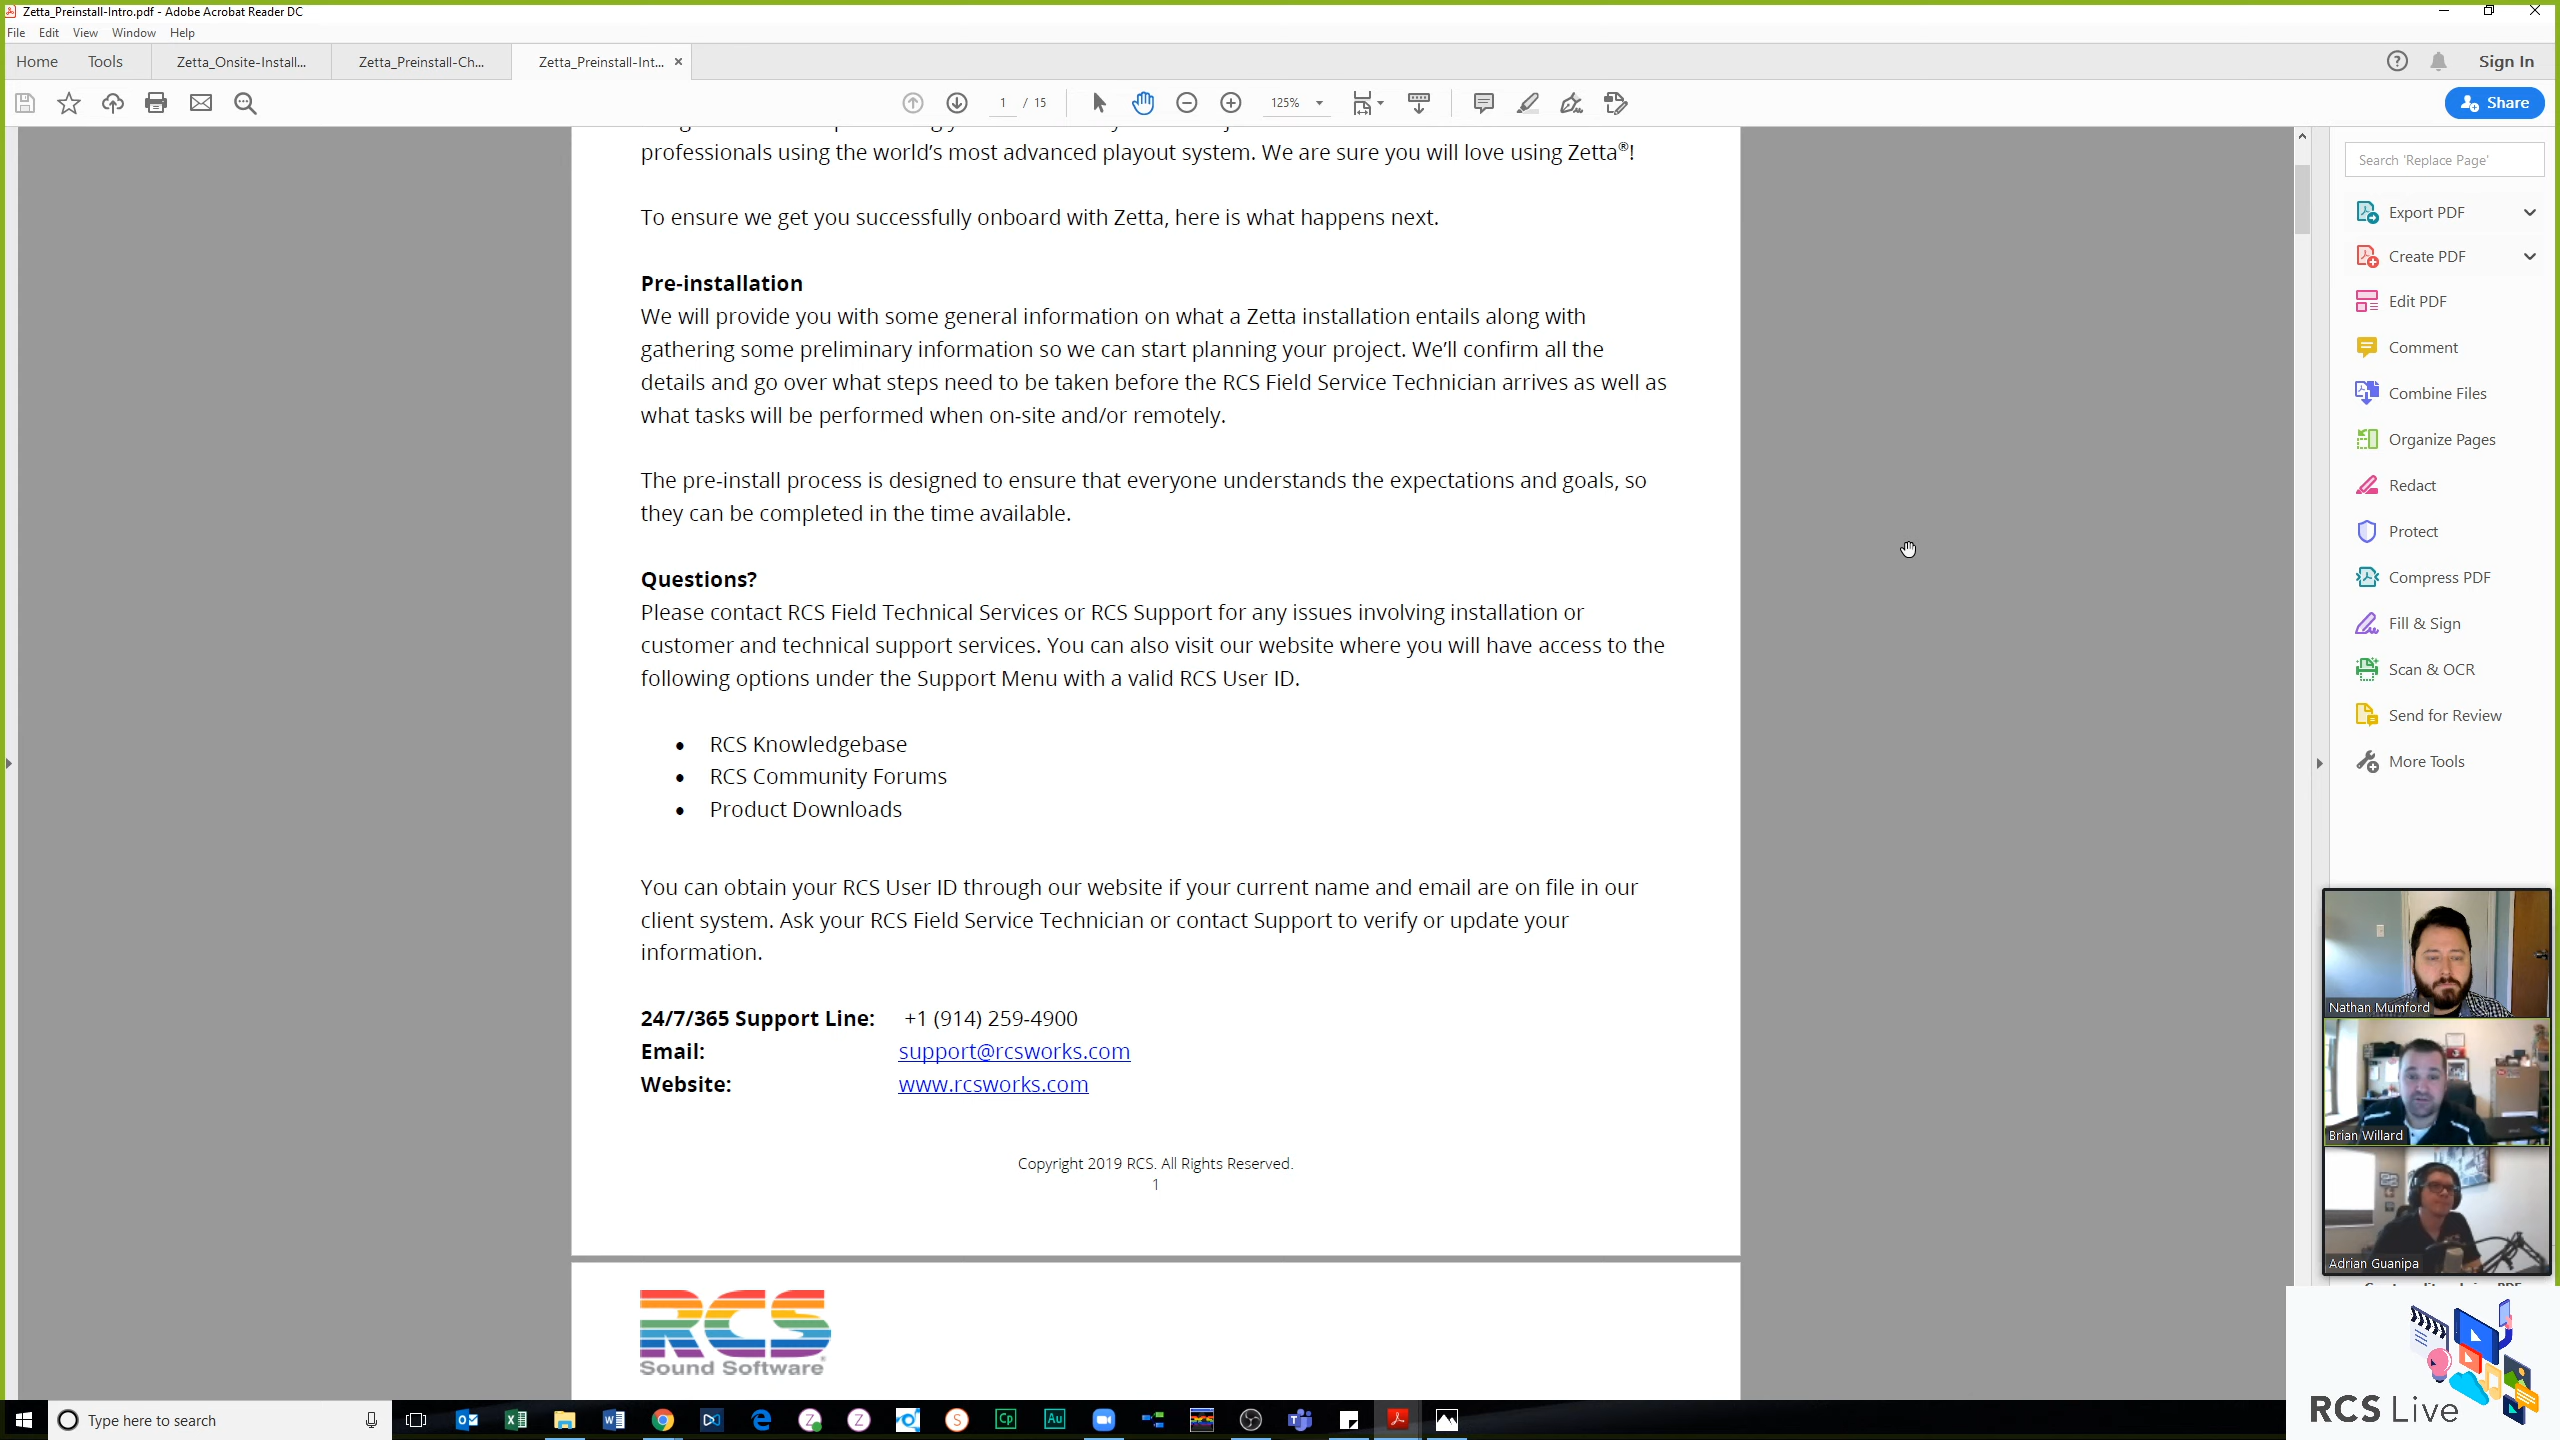 Zetta_Preinstall-Intro.pdf - Adobe Acrobat Reader DC
File Edit View Window Help
Home Tools Zetta_Onsite-Install... Zetta_Preinstall-Ch... Zetta_Preinstall-Int... Sign In
1 / 15 125% Share
professionals using the world's most advanced playout system. We are sure you will love using Zetta®!
To ensure we get you successfully onboard with Zetta, here is what happens next.
Pre-installation
We will provide you with some general information on what a Zetta installation entails along with
gathering some preliminary information so we can start planning your project. We'll confirm all the
details and go over what steps need to be taken before the RCS Field Service Technician arrives as well as
what tasks will be performed when on-site and/or remotely.
The pre-install process is designed to ensure that everyone understands the expectations and goals, so
they can be completed in the time available.
Questions?
Please contact RCS Field Technical Services or RCS Support for any issues involving installation or
customer and technical support services. You can also visit our website where you will have access to the
following options under the Support Menu with a valid RCS User ID.
• RCS Knowledgebase
• RCS Community Forums
• Product Downloads
You can obtain your RCS User ID through our website if your current name and email are on file in our
client system. Ask your RCS Field Service Technician or contact Support to verify or update your
information.
24/7/365 Support Line: +1 (914) 259-4900
Email: support@rcsworks.com
Website: www.rcsworks.com
Copyright 2019 RCS. All Rights Reserved.
1
RCS
Sound Software
Search 'Replace Page'
Export PDF
Create PDF
Edit PDF
Comment
Combine Files
Organize Pages
Redact
Protect
Compress PDF
Fill & Sign
Scan & OCR
Send for Review
More Tools
Nathan Mumford
Brian Willard
Adrian Guanipa
RCS Live
Type here to search